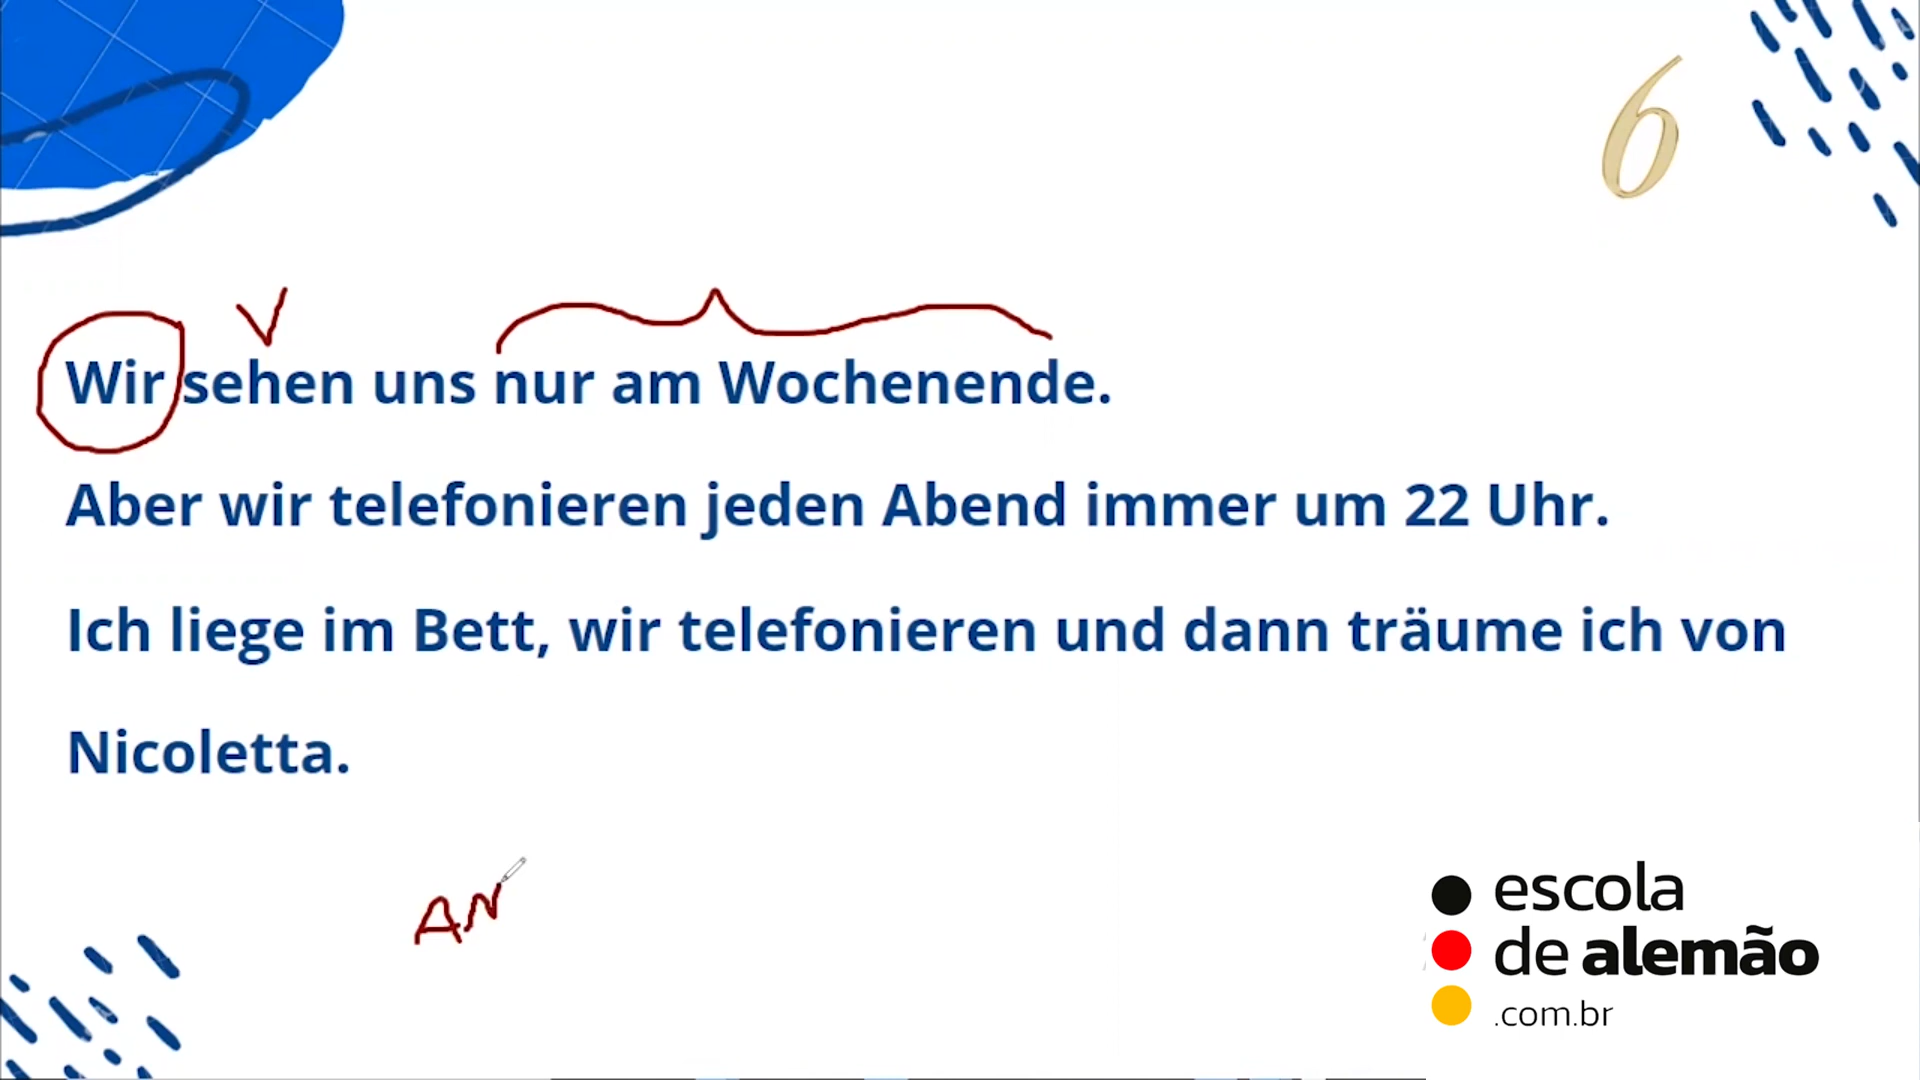 6
V
Wir sehen uns nur am Wochenende.
Aber wir telefonieren jeden Abend immer um 22 Uhr.
Ich liege im Bett, wir telefonieren und dann träume ich von
Nicoletta.
AN
escola
de alemão
.com.br